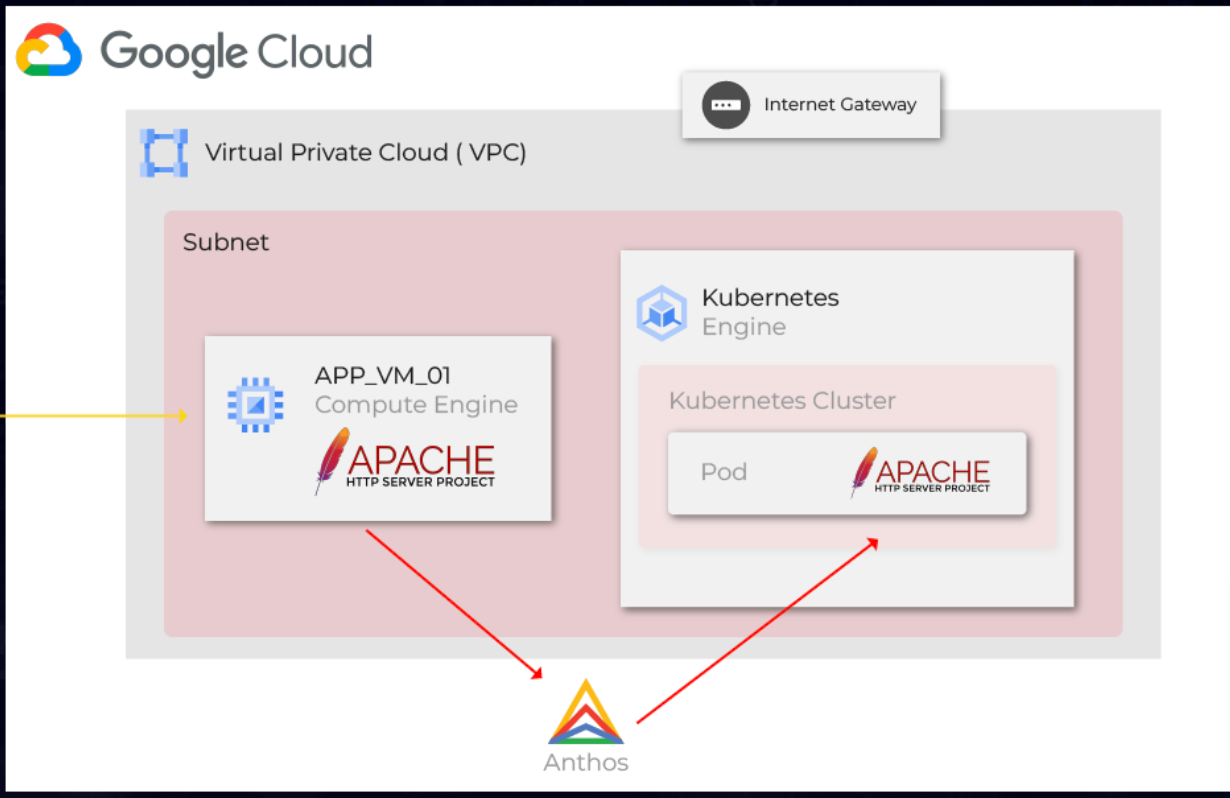 Google Cloud
Internet Gateway
Virtual Private Cloud ( VPC)
Subnet
Kubernetes
Engine
APP_VM_01
Compute Engine
APACHE
HTTP SERVER PROJECT
Kubernetes Cluster
Pod
APACHE
HTTP SERVER PROJECT
Anthos